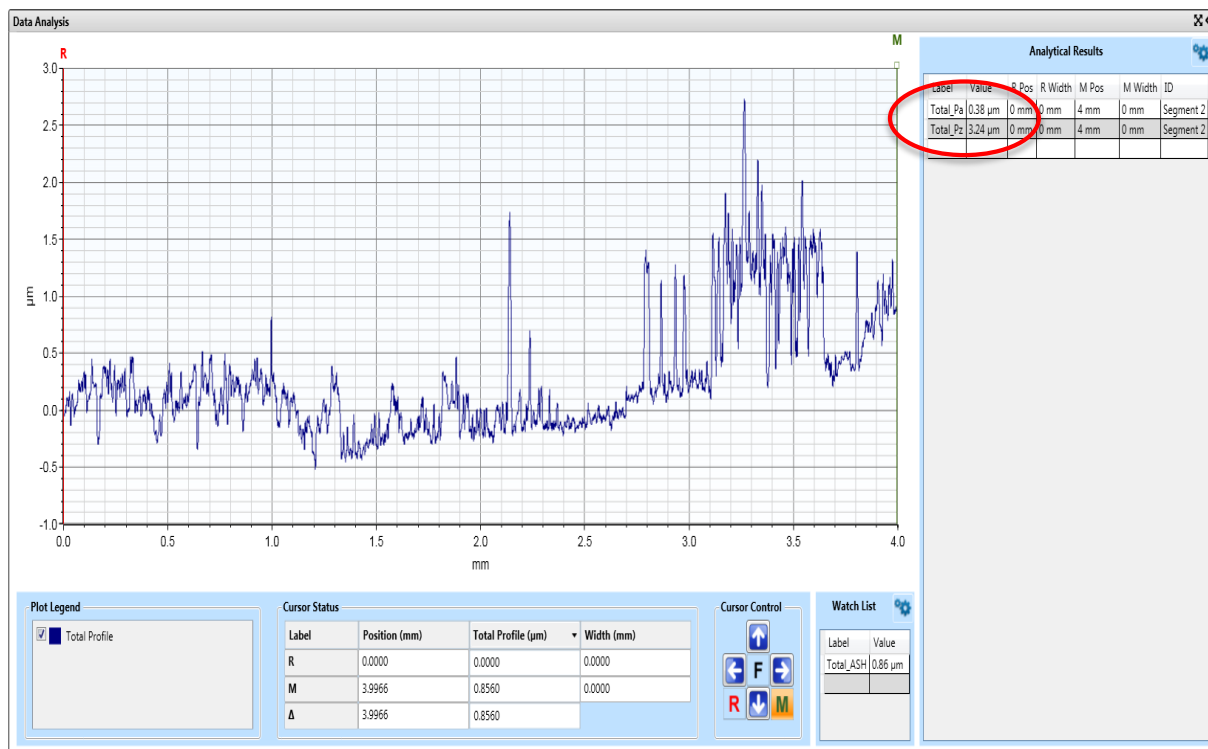 Data Analysis
R
M
3.0
2.5
2.0
1.5
1.0
0.5
0.0
-0.5
-1.0
µm
0.0 0.5 1.0 1.5 2.0 2.5 3.0 3.5 4.0
mm
Analytical Results
Label Value R Pos R Width M Pos M Width ID
Total_Pa 0.38 µm 0 mm 0 mm 4 mm 0 mm Segment 2
Total_Pz 3.24 µm 0 mm 0 mm 4 mm 0 mm Segment 2
Plot Legend
Total Profile
Cursor Status
Label Position (mm) Total Profile (µm) Width (mm)
R 0.0000 0.0000 0.0000
M 3.9966 0.8560 0.0000
Δ 3.9966 0.8560
Cursor Control
F
R M
Watch List
Label Value
Total_ASH 0.86 µm